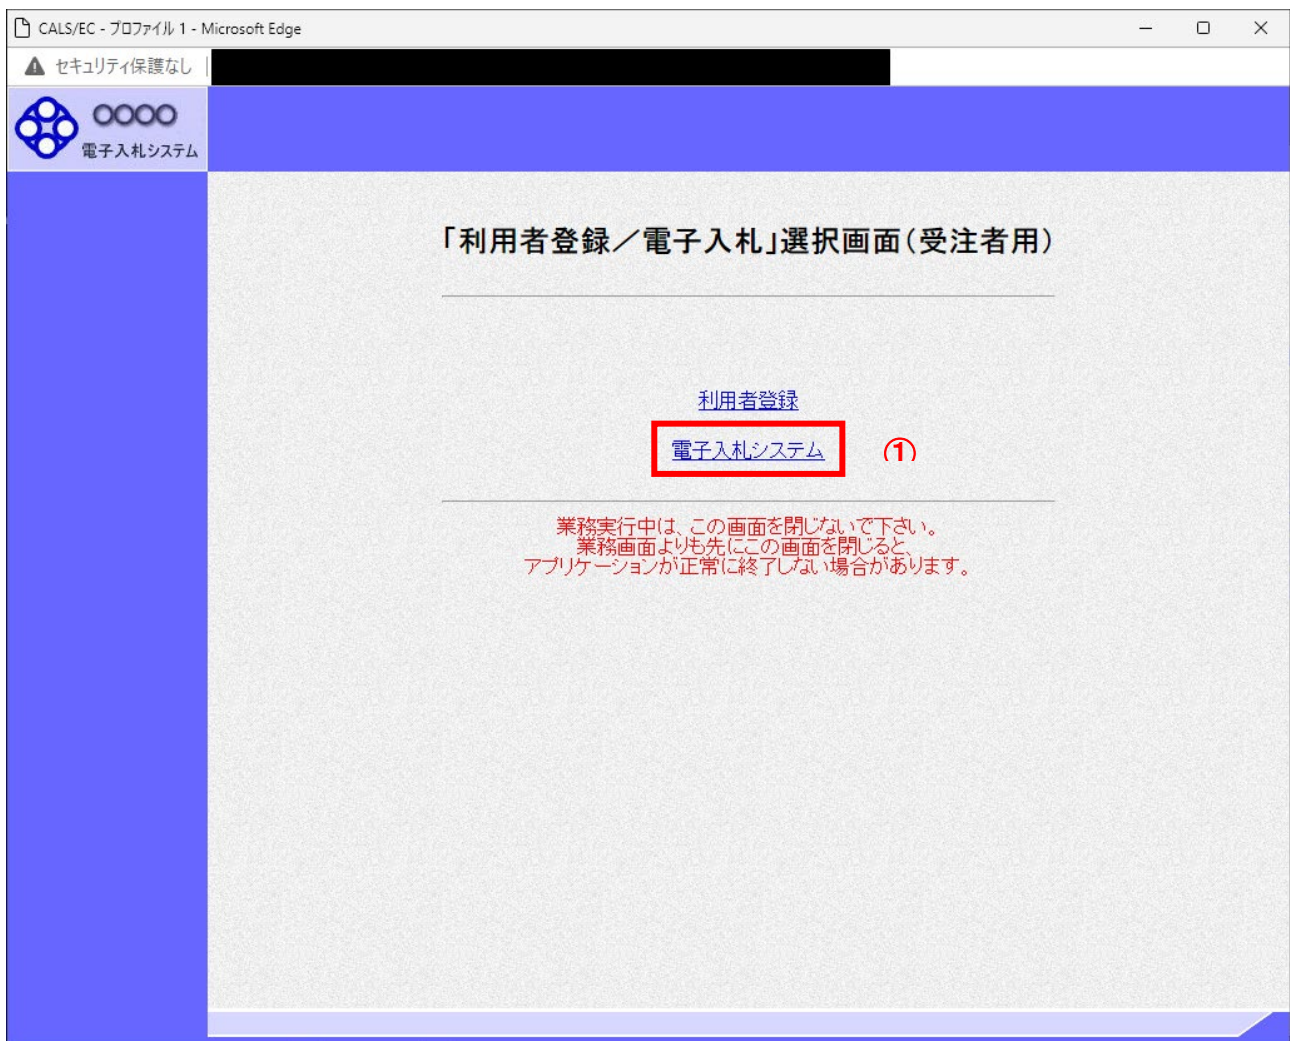 CALS/EC - プロファイル 1 - Microsoft Edge
セキュリティ保護なし
○○○○
電子入札システム
「利用者登録／電子入札」選択画面(受注者用)
利用者登録
電子入札システム ①
業務実行中は、この画面を閉じないで下さい。
業務画面よりも先にこの画面を閉じると、
アプリケーションが正常に終了しない場合があります。